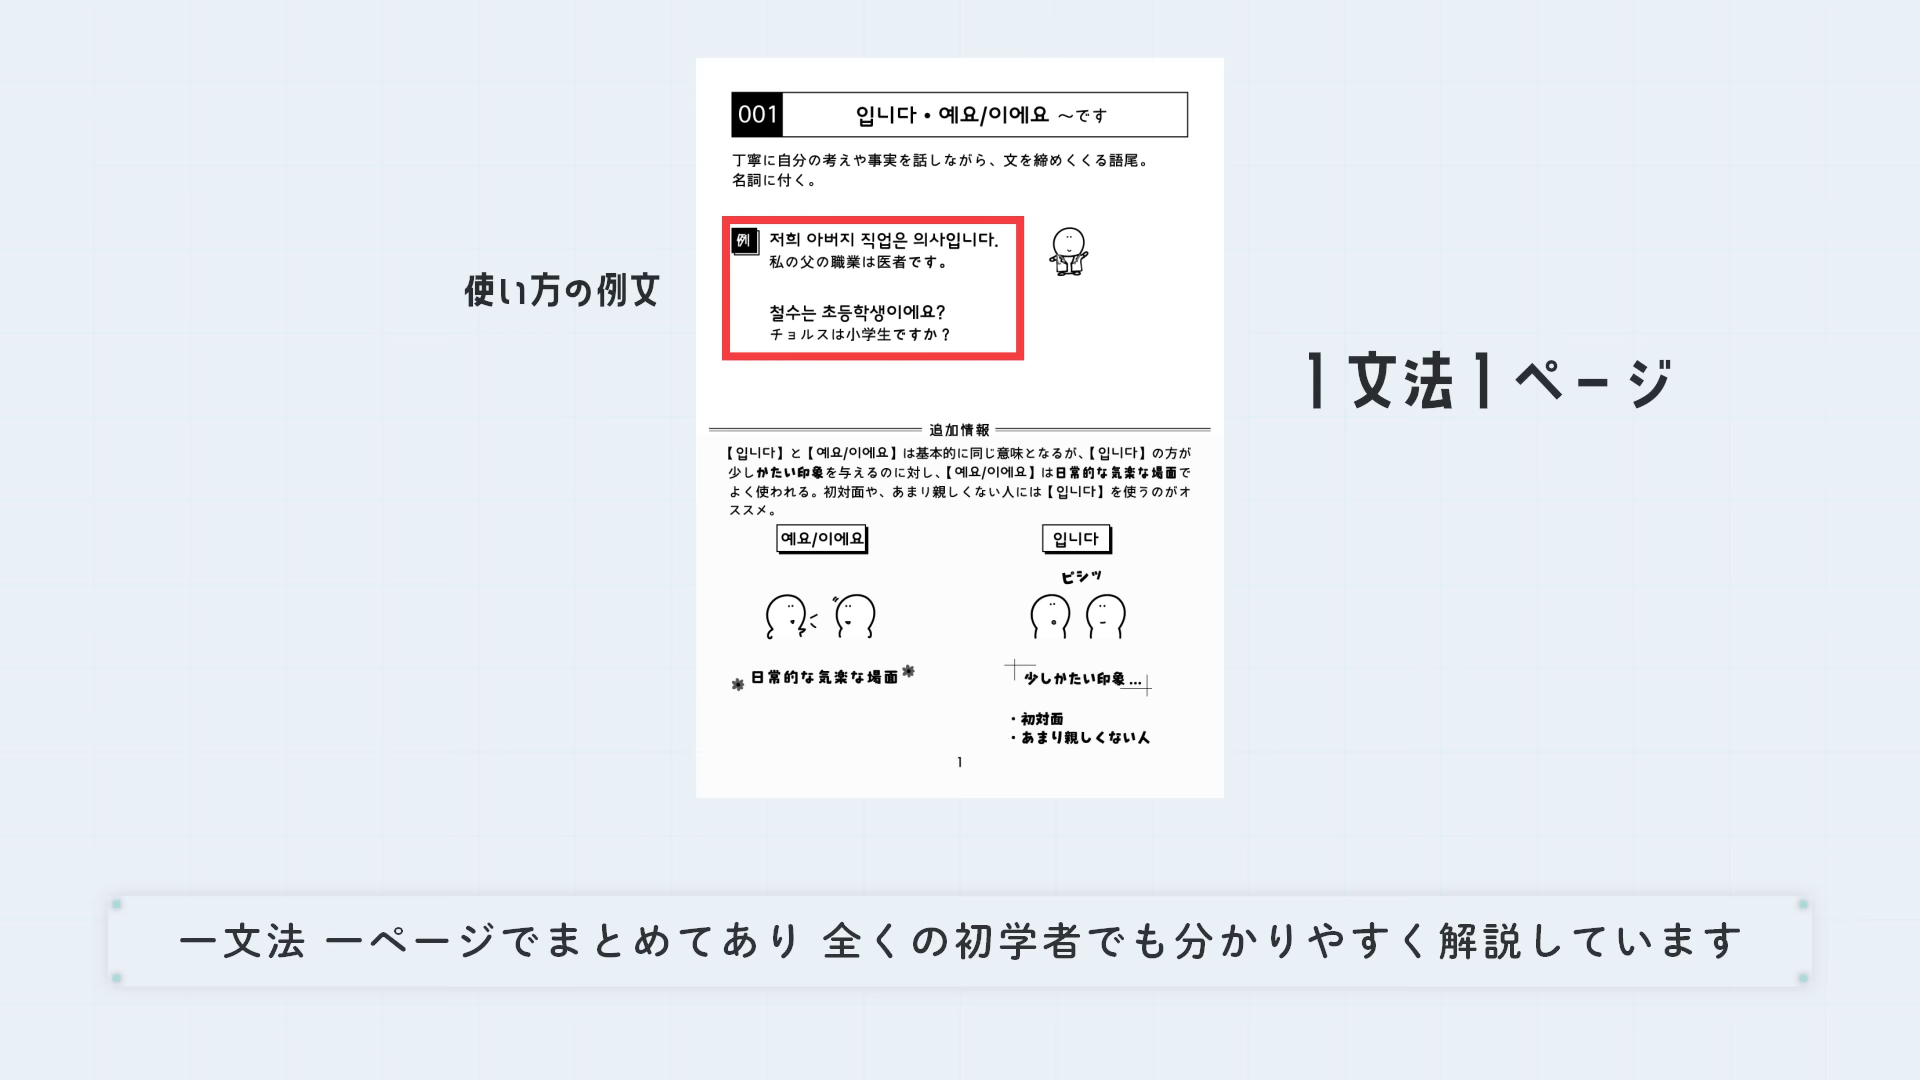 001
입니다・예요/이에요 ～です
丁寧に自分の考えや事実を話しながら、文を締めくくる語尾。
名詞に付く。
使い方の例文
例
저희 아버지 직업은 의사입니다.
私の父の職業は医者です。
철수는 초등학생이에요?
チョルスは小学生ですか？
1文法1ページ
追加情報
【입니다】と【예요/이에요】は基本的に同じ意味となるが、【입니다】の方が
少しかたい印象を与えるのに対し、【예요/이에요】は日常的な気楽な場面で
よく使われる。初対面や、あまり親しくない人には【입니다】を使うのがオ
ススメ。
예요/이에요
입니다
ピシッ
日常的な気楽な場面
少しかたい印象...
・初対面
・あまり親しくない人
1
一文法 一ページでまとめてあり 全くの初学者でも分かりやすく解説しています